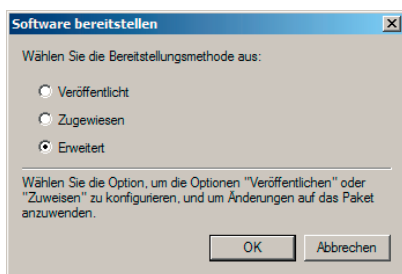 Software bereitstellen
Wählen Sie die Bereitstellungsmethode aus:
Veröffentlicht
Zugewiesen
Erweitert
Wählen Sie die Option, um die Optionen "Veröffentlichen" oder
"Zuweisen" zu konfigurieren, und um Änderungen auf das Paket
anzuwenden.
OK Abbrechen